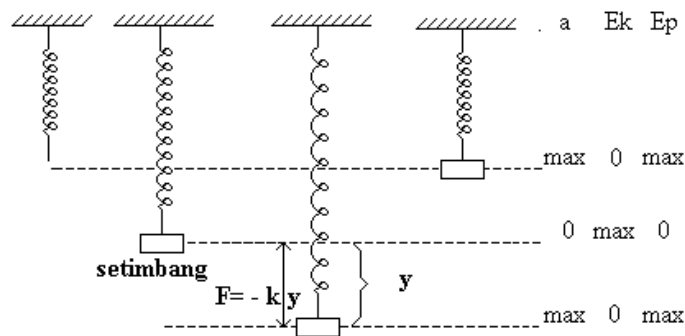 . a Ek Ep
max 0 max
0 max 0
setimbang
F= - k y
y
max 0 max